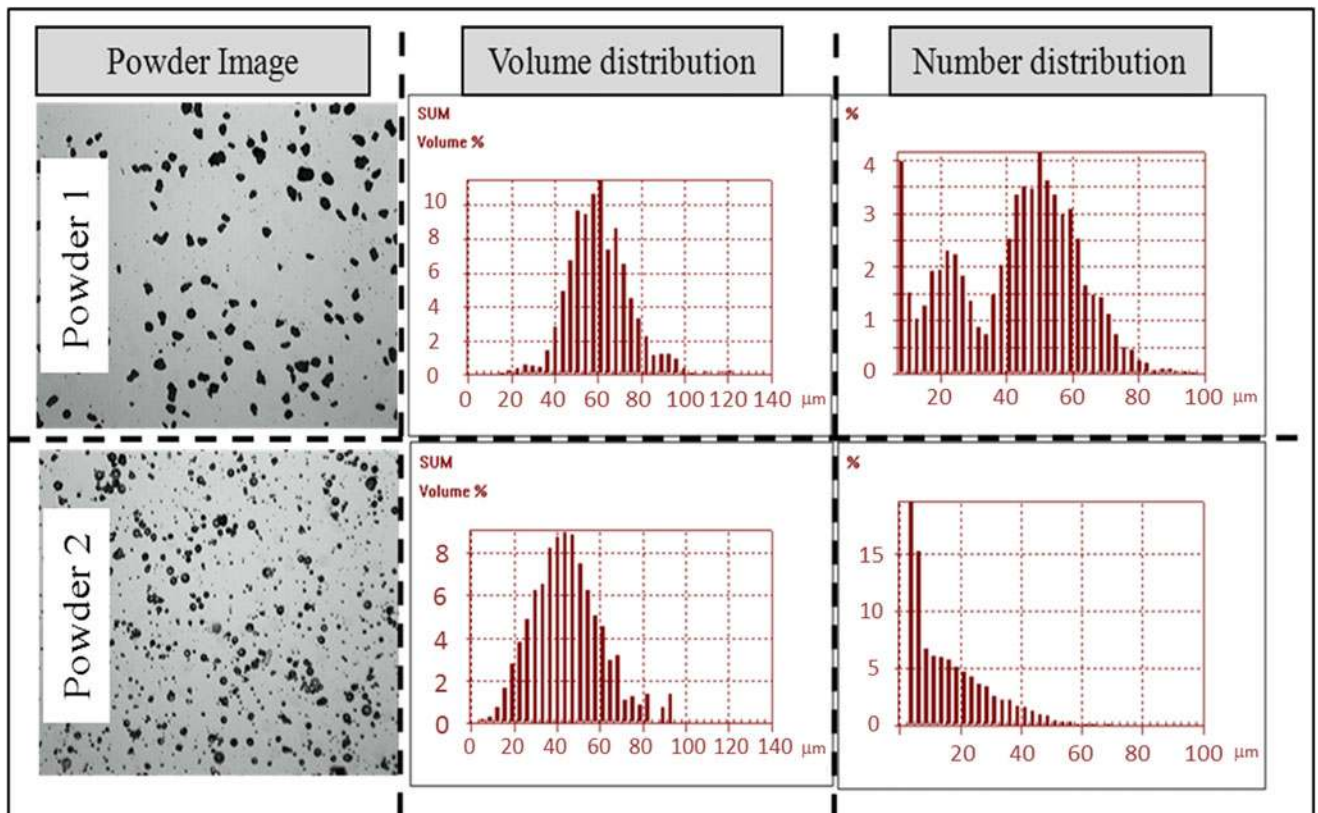 Powder Image
Volume distribution
Number distribution
Powder 1
SUM
Volume %
10
8
6
4
2
0
0 20 40 60 80 100 120 140 μm
%
4
3
2
1
0
20 40 60 80 100 μm
Powder 2
SUM
Volume %
8
6
4
2
0
0 20 40 60 80 100 120 140 μm
%
15
10
5
0
20 40 60 80 100 μm